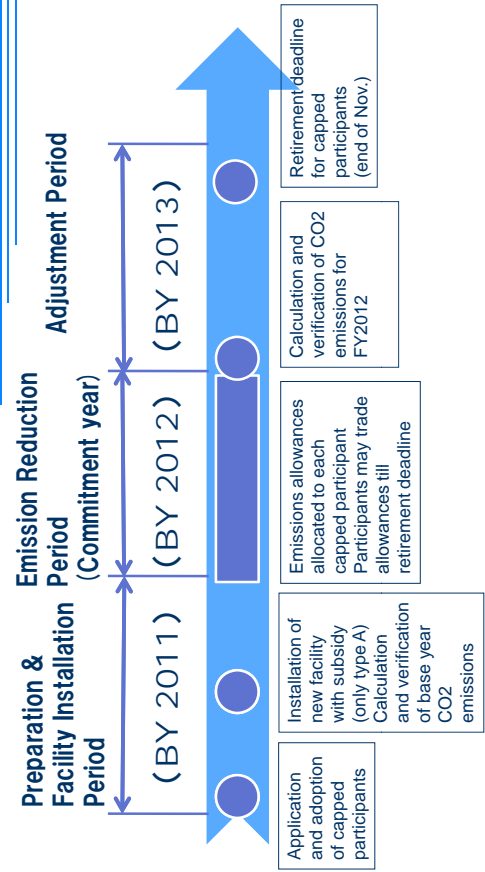 Preparation &
Facility Installation
Period
Emission Reduction
Period
(Commitment year)
Adjustment Period
(BY 2011)
(BY 2012)
(BY 2013)
Application
and adoption
of capped
participants
Installation of
new facility
with subsidy
(only type A)
Calculation
and verification
of base year
CO2
emissions
Emissions allowances
allocated to each
capped participant
Participants may trade
allowances till
retirement deadline
Calculation and
verification of CO2
emissions for
FY2012
Retirement deadline
for capped
participants
(end of Nov.)